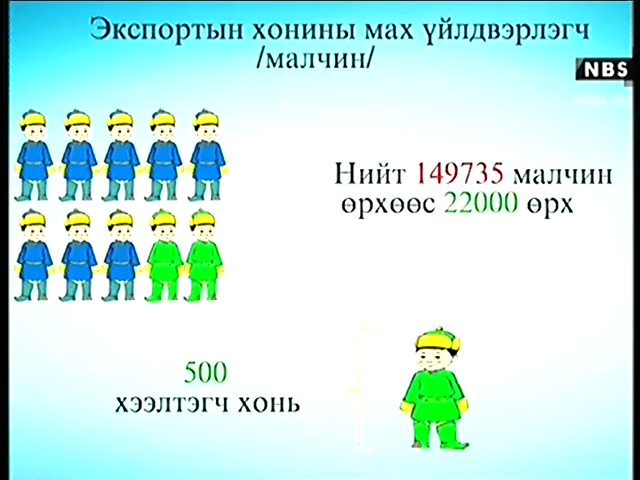 Экспортын хонины мах үйлдвэрлэгч
/малчин/
NBS
Нийт 149735 малчин
өрхөөс 22000 өрх
500
хээлтэгч хонь